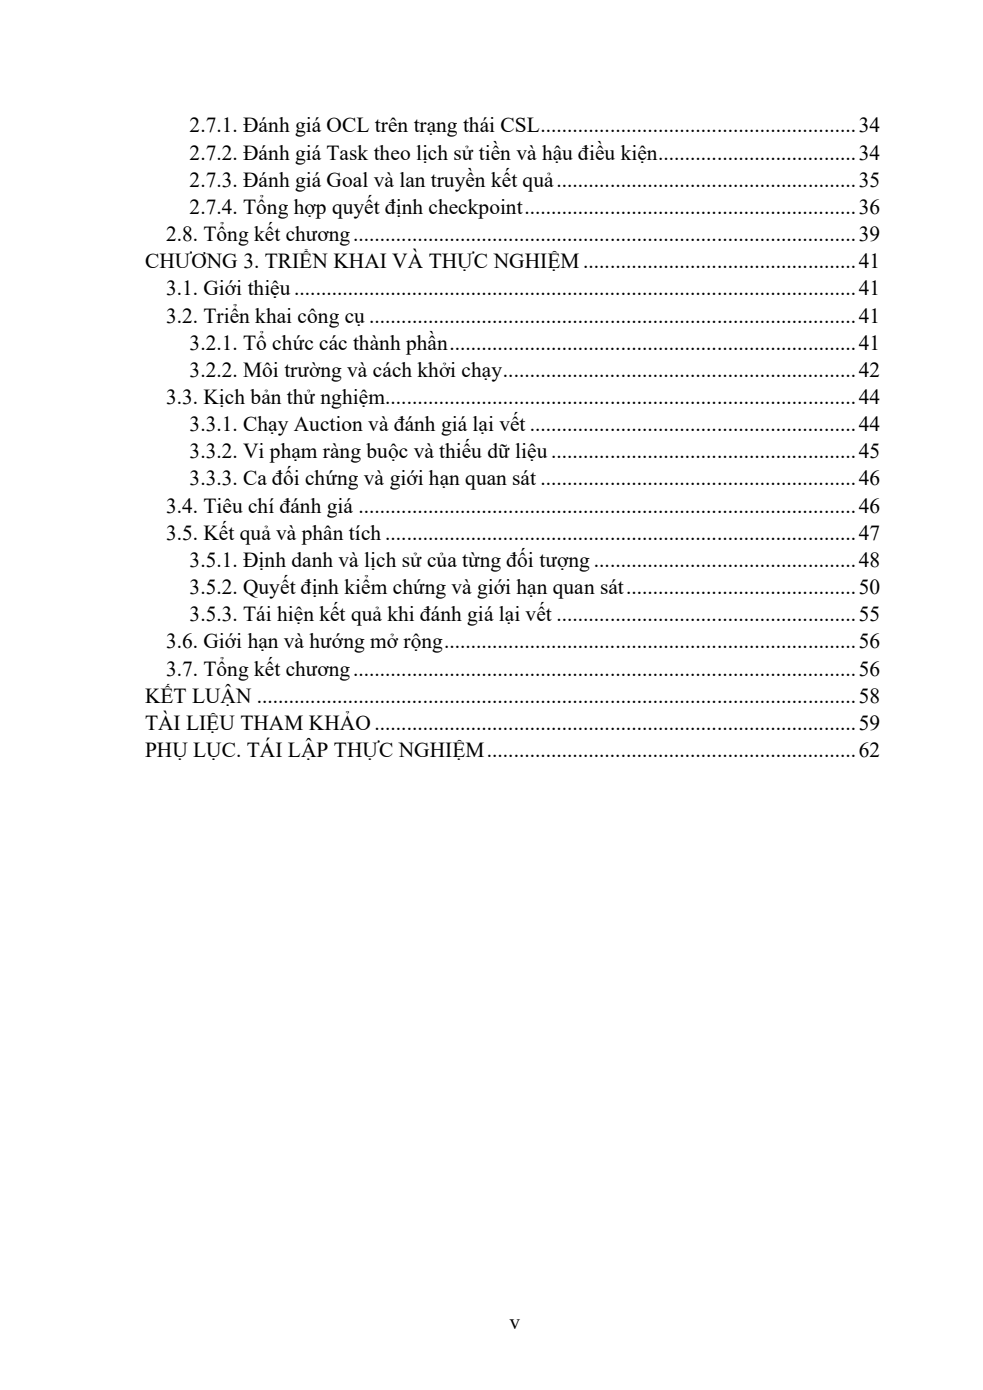 2.7.1. Đánh giá OCL trên trạng thái CSL.............................................................34
2.7.2. Đánh giá Task theo lịch sử tiền và hậu điều kiện......................................34
2.7.3. Đánh giá Goal và lan truyền kết quả.........................................................35
2.7.4. Tổng hợp quyết định checkpoint...............................................................36
2.8. Tổng kết chương................................................................................................39
CHƯƠNG 3. TRIỂN KHAI VÀ THỰC NGHIỆM....................................................41
3.1. Giới thiệu...........................................................................................................41
3.2. Triển khai công cụ.............................................................................................41
3.2.1. Tổ chức các thành phần.............................................................................41
3.2.2. Môi trường và cách khởi chạy...................................................................42
3.3. Kịch bản thử nghiệm..........................................................................................44
3.3.1. Chạy Auction và đánh giá lại vết..............................................................44
3.3.2. Vi phạm ràng buộc và thiếu dữ liệu..........................................................45
3.3.3. Ca đối chứng và giới hạn quan sát............................................................46
3.4. Tiêu chí đánh giá...............................................................................................46
3.5. Kết quả và phân tích..........................................................................................47
3.5.1. Định danh và lịch sử của từng đối tượng..................................................48
3.5.2. Quyết định kiểm chứng và giới hạn quan sát............................................50
3.5.3. Tái hiện kết quả khi đánh giá lại vết.........................................................55
3.6. Giới hạn và hướng mở rộng...............................................................................56
3.7. Tổng kết chương................................................................................................56
KẾT LUẬN...................................................................................................................58
TÀI LIỆU THAM KHẢO.............................................................................................59
PHỤ LỤC. TÁI LẬP THỰC NGHIỆM.......................................................................62
v